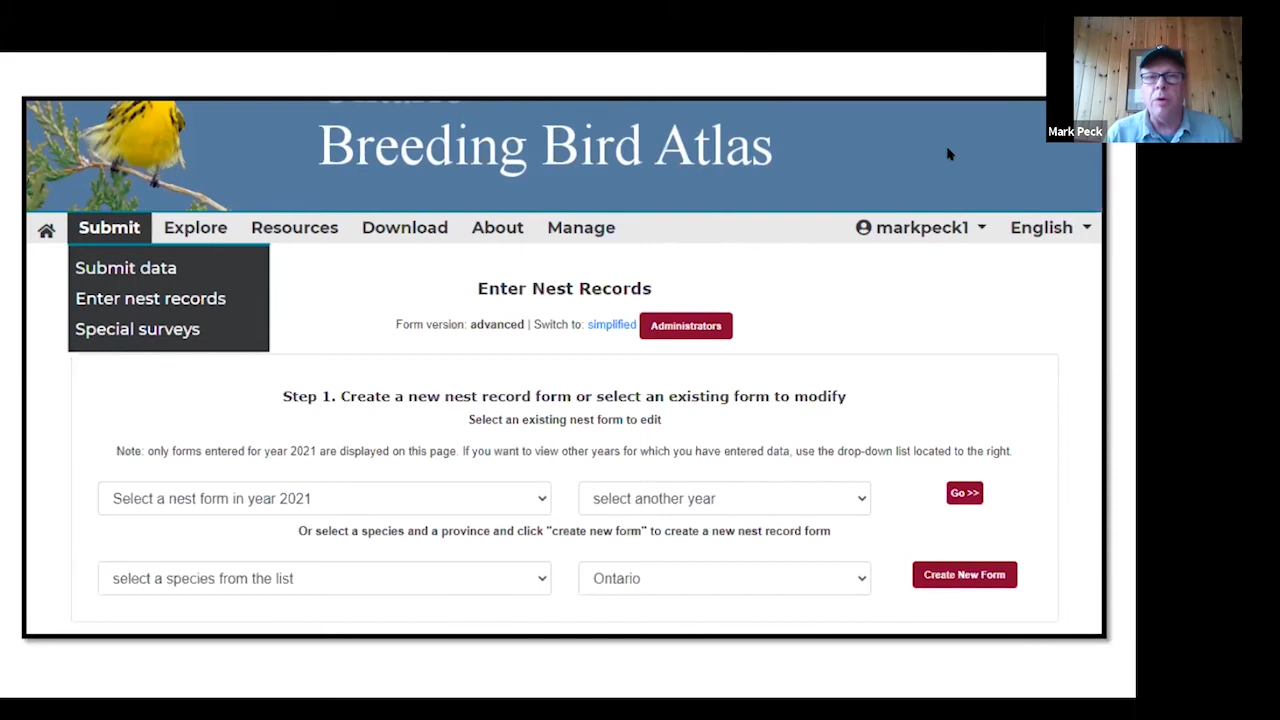 Breeding Bird Atlas
Mark Peck
Submit Explore Resources Download About Manage markpeck1 English
Submit data
Enter nest records
Special surveys
Enter Nest Records
Form version: advanced | Switch to: simplified Administrators
Step 1. Create a new nest record form or select an existing form to modify
Select an existing nest form to edit
Note: only forms entered for year 2021 are displayed on this page. If you want to view other years for which you have entered data, use the drop-down list located to the right.
Select a nest form in year 2021 select another year Go >>
Or select a species and a province and click "create new form" to create a new nest record form
select a species from the list Ontario Create New Form